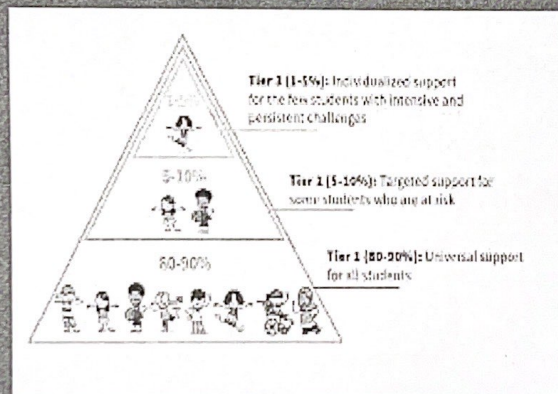 1-5%
Tier 1 (1-5%): Individualized support
for the few students with intensive and
persistent challenges
5-10%
Tier 1 (5-10%): Targeted support for
some students who are at risk
80-90%
Tier 1 (80-90%): Universal support
for all students